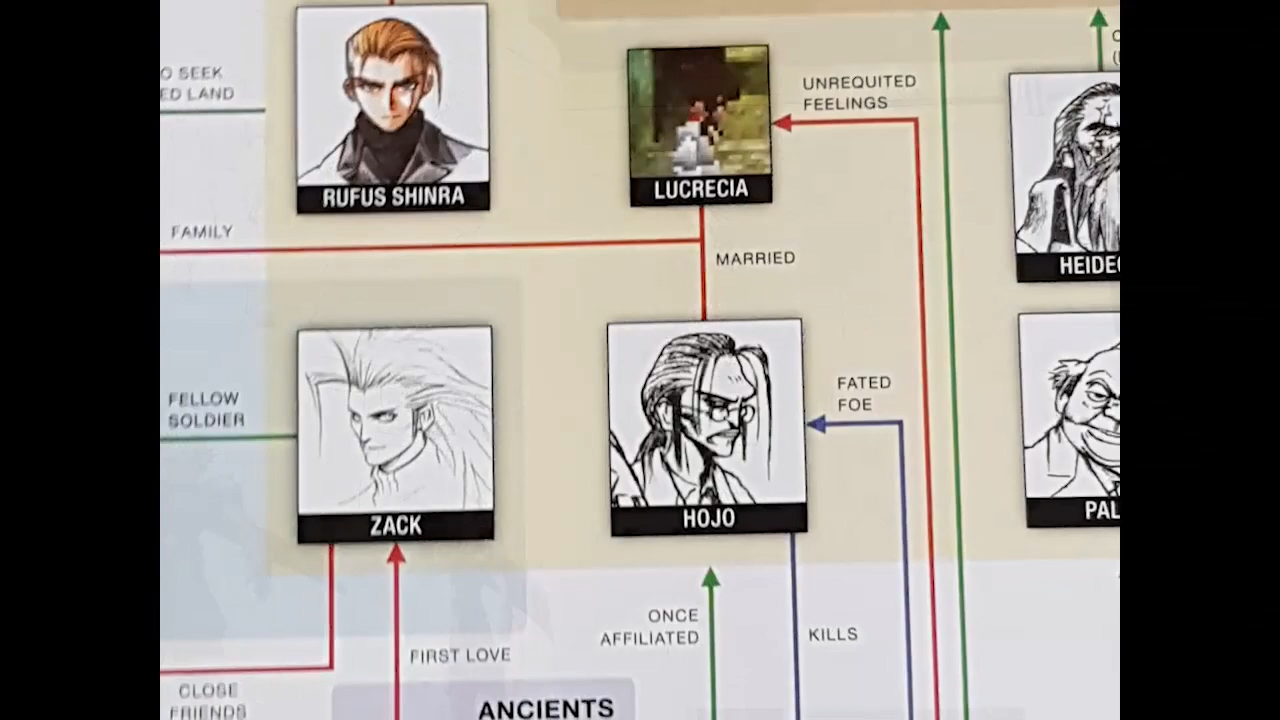 O SEEK
ED LAND
RUFUS SHINRA
LUCRECIA
UNREQUITED
FEELINGS
HEIDEG
FAMILY
MARRIED
FELLOW
SOLDIER
ZACK
HOJO
FATED
FOE
PAL
ONCE
AFFILIATED
KILLS
FIRST LOVE
CLOSE
FRIENDS
ANCIENTS